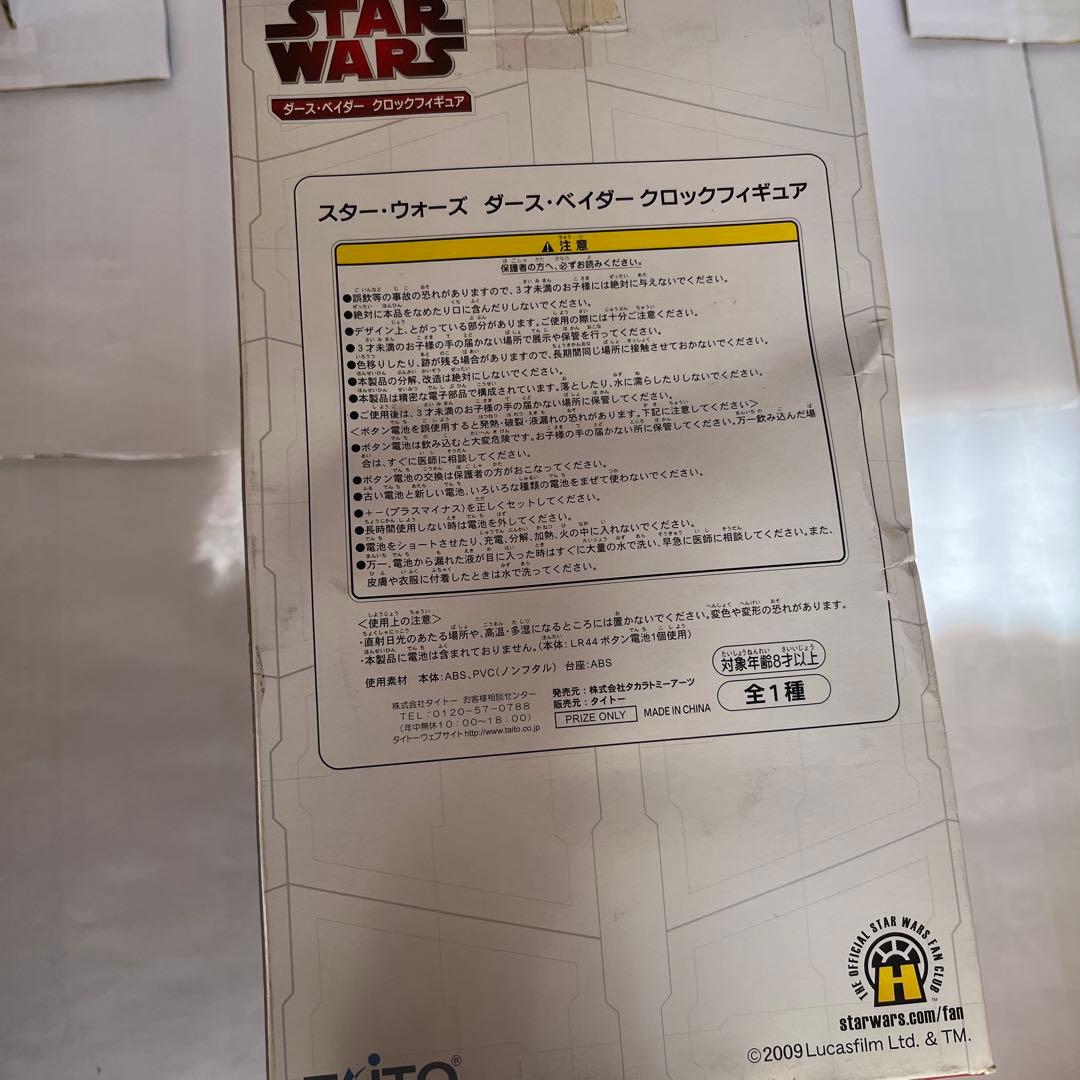 STAR
WARS
ダース・ベイダー クロックフィギュア
スター・ウォーズ ダース・ベイダー クロックフィギュア
⚠注意
保護者の方へ、必ずお読みください。
●誤飲等の事故の恐れがありますので、3才未満のお子様には絶対に与えないでください。
●絶対に本品をなめたり口に含んだりしないでください。
●デザイン上、とがっている部分があります。ご使用の際には十分ご注意ください。
●3才未満のお子様の手の届かない場所で展示や保管を行ってください。
●色移りしたり、跡が残る場合がありますので、長期間同じ場所に接触させておかないでください。
●本製品の分解、改造は絶対にしないでください。
●本製品は精密な電子部品で構成されています。落としたり、水に濡らしたりしないでください。
●ご使用後は、3才未満のお子様の手の届かない場所に保管してください。
＜ボタン電池を誤使用すると発熱・破裂・液漏れの恐れがあります。下記に注意してください＞
●ボタン電池は飲み込むと大変危険です。お子様の手の届かない所に保管してください。万一飲み込んだ場
合は、すぐに医師に相談してください。
●ボタン電池の交換は保護者の方がおこなってください。
●古い電池と新しい電池、いろいろな種類の電池をまぜて使わないでください。
●＋－(プラスマイナス)を正しくセットしてください。
●長時間使用しない時は電池を外してください。
●電池をショートさせたり、充電、分解、加熱、火の中に入れないでください。
●万一、電池から漏れた液が目に入った時はすぐに大量の水で洗い、早急に医師に相談してください。また、
皮膚や衣服に付着したときは水で洗ってください。
＜使用上の注意＞
・直射日光のあたる場所や、高温・多湿になるところには置かないでください。変色や変形の恐れがあります。
・本製品に電池は含まれておりません。(本体：LR44ボタン電池1個使用)
使用素材 本体：ABS、PVC(ノンフタル) 台座：ABS
対象年齢8才以上
全1種
株式会社タイトー お客様相談センター
TEL：0120-57-0788
(年中無休10：00～18：00)
タイトーウェブサイトhttp://www.taito.co.jp
発売元：株式会社タカラトミーアーツ
販売元：タイトー
PRIZE ONLY MADE IN CHINA
THE OFFICIAL STAR WARS FAN CLUB
H
™
starwars.com/fan
©2009 Lucasfilm Ltd. & TM.
TAITO®